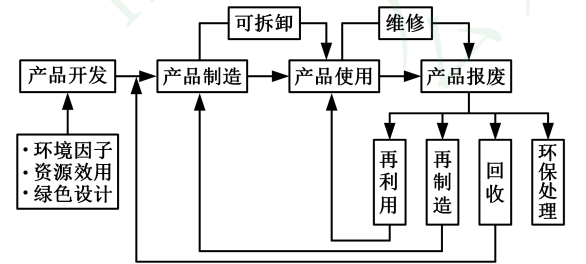 可拆卸
维修
产品开发
产品制造
产品使用
产品报废
·环境因子
·资源效用
·绿色设计
再利用
再制造
回收
环保处理